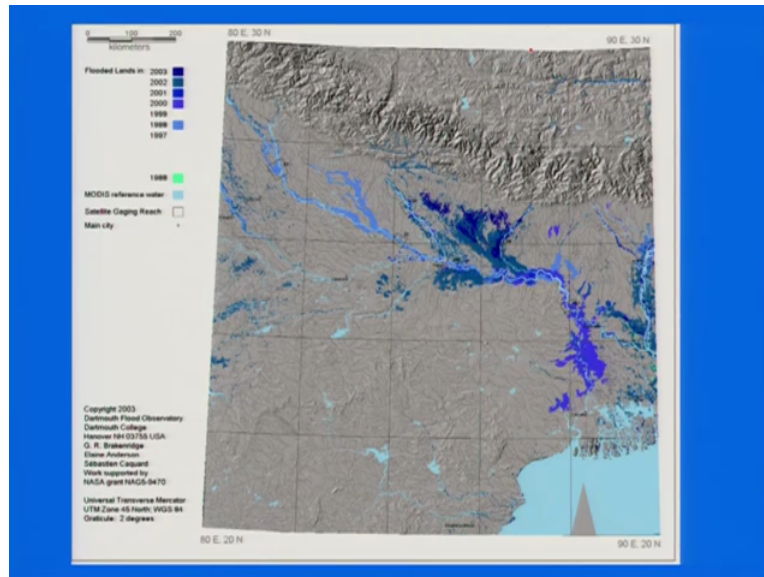 0 100 200
kilometers
80 E, 30 N
90 E, 30 N
Flooded Lands in: 2003
2002
2001
2000
1999
1998
1997
1988
MODIS reference water
Satellite Gaging Reach
Main city
Copyright 2003
Dartmouth Flood Observatory
Dartmouth College
Hanover NH 03755 USA
G. R. Brakenridge
Elaine Anderson
Sébastien Caquard
Work supported by
NASA grant NAG5-9470
Universal Transverse Mercator
UTM Zone 45 North; WGS 84
Graticule: 2 degrees
80 E, 20 N
90 E, 20 N